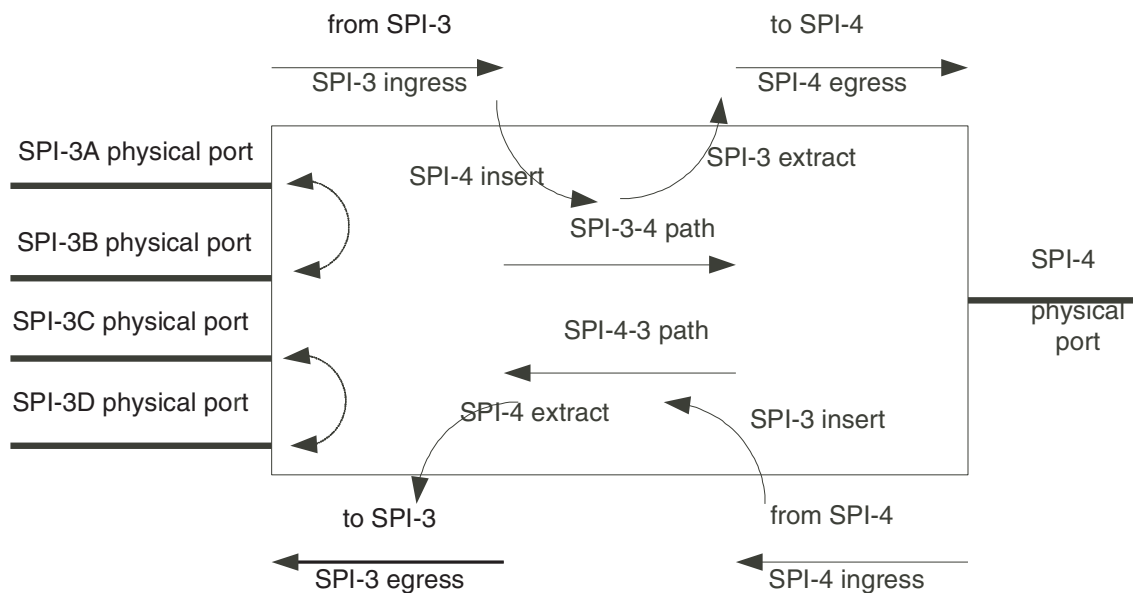 from SPI-3
to SPI-4
SPI-3 ingress
SPI-4 egress
SPI-3A physical port
SPI-4 insert
SPI-3 extract
SPI-3B physical port
SPI-3-4 path
SPI-4
physical
port
SPI-3C physical port
SPI-4-3 path
SPI-3D physical port
SPI-4 extract
SPI-3 insert
to SPI-3
from SPI-4
SPI-3 egress
SPI-4 ingress